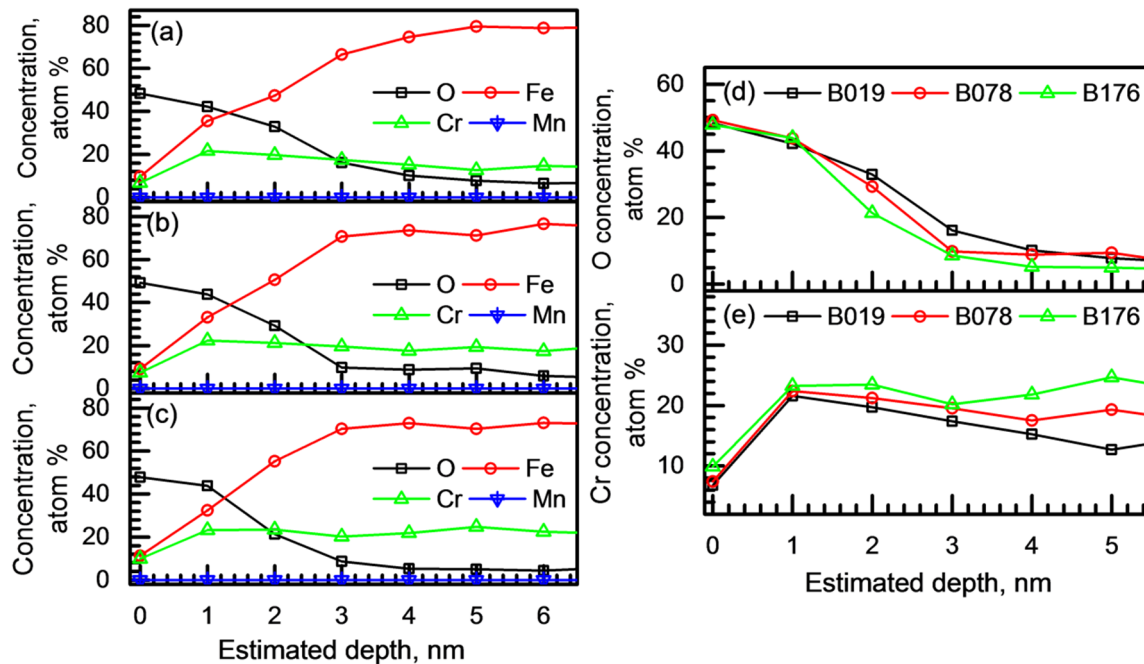 Concentration,
atom %
80
60
40
20
0
(a)
O
Fe
Cr
Mn
Concentration,
atom %
80
60
40
20
0
(b)
O
Fe
Cr
Mn
Concentration,
atom %
80
60
40
20
0
(c)
O
Fe
Cr
Mn
0 1 2 3 4 5 6
Estimated depth, nm
O concentration,
atom %
60
40
20
0
(d)
B019 B078 B176
Cr concentration,
atom %
30
20
10
(e)
B019 B078 B176
0 1 2 3 4 5
Estimated depth, nm